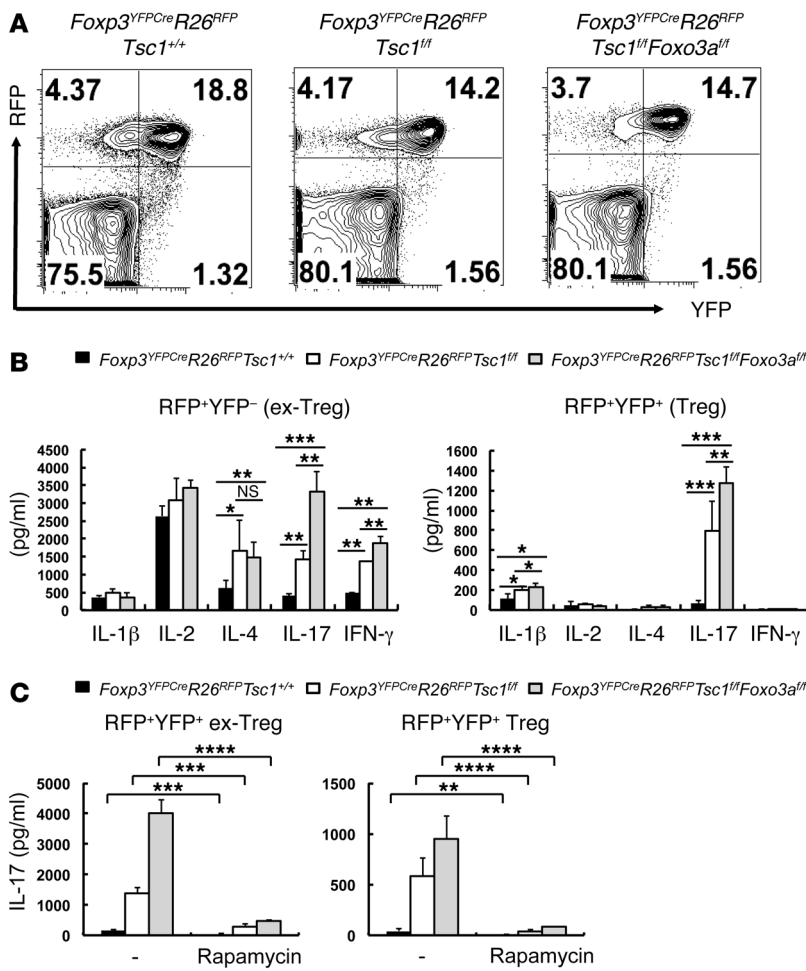 A
Foxp3YFPCreR26RFP
Tsc1+/+
Foxp3YFPCreR26RFP
Tsc1f/f
Foxp3YFPCreR26RFP
Tsc1f/fFoxo3af/f
RFP
4.37 18.8
75.5 1.32
4.17 14.2
80.1 1.56
3.7 14.7
80.1 1.56
YFP
B
Foxp3YFPCreR26RFPTsc1+/+ Foxp3YFPCreR26RFPTsc1f/f Foxp3YFPCreR26RFPTsc1f/fFoxo3af/f
RFP+YFP– (ex-Treg)
(pg/ml)
4500
4000
3500
3000
2500
2000
1500
1000
500
0
**
NS
*
***
**
**
**
**
**
IL-1β IL-2 IL-4 IL-17 IFN-γ
RFP+YFP+ (Treg)
(pg/ml)
1600
1400
1200
1000
800
600
400
200
0
*
*
*
***
**
***
IL-1β IL-2 IL-4 IL-17 IFN-γ
C
Foxp3YFPCreR26RFPTsc1+/+ Foxp3YFPCreR26RFPTsc1f/f Foxp3YFPCreR26RFPTsc1f/fFoxo3af/f
RFP+YFP+ ex-Treg
IL-17 (pg/ml)
****
***
***
5000
4000
3000
2000
1000
0
- Rapamycin
RFP+YFP+ Treg
****
****
**
1500
1000
500
0
- Rapamycin